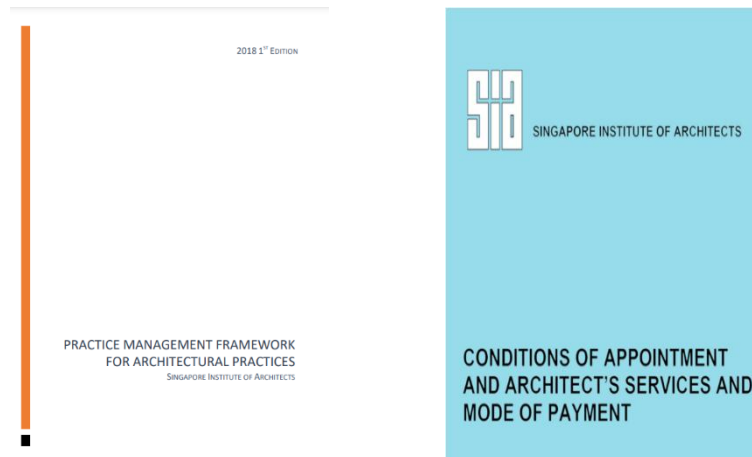 2018 1ST EDITION
PRACTICE MANAGEMENT FRAMEWORK
FOR ARCHITECTURAL PRACTICES
SINGAPORE INSTITUTE OF ARCHITECTS
sia
SINGAPORE INSTITUTE OF ARCHITECTS
CONDITIONS OF APPOINTMENT
AND ARCHITECT'S SERVICES AND
MODE OF PAYMENT